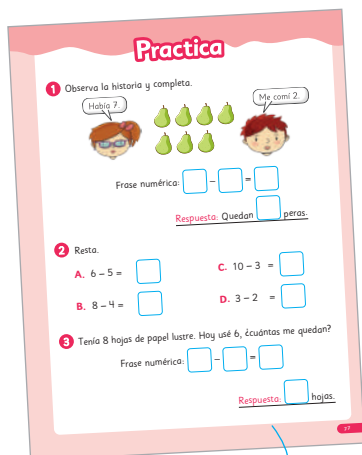 Practica
1 Observa la historia y completa.
Había 7.
Me comí 2.
Frase numérica: - =
Respuesta: Quedan peras.
2 Resta.
A. 6 – 5 =
C. 10 – 3 =
B. 8 – 4 =
D. 3 – 2 =
3 Tenía 8 hojas de papel lustre. Hoy usé 6, ¿cuántas me quedan?
Frase numérica: - =
Respuesta: hojas.
77